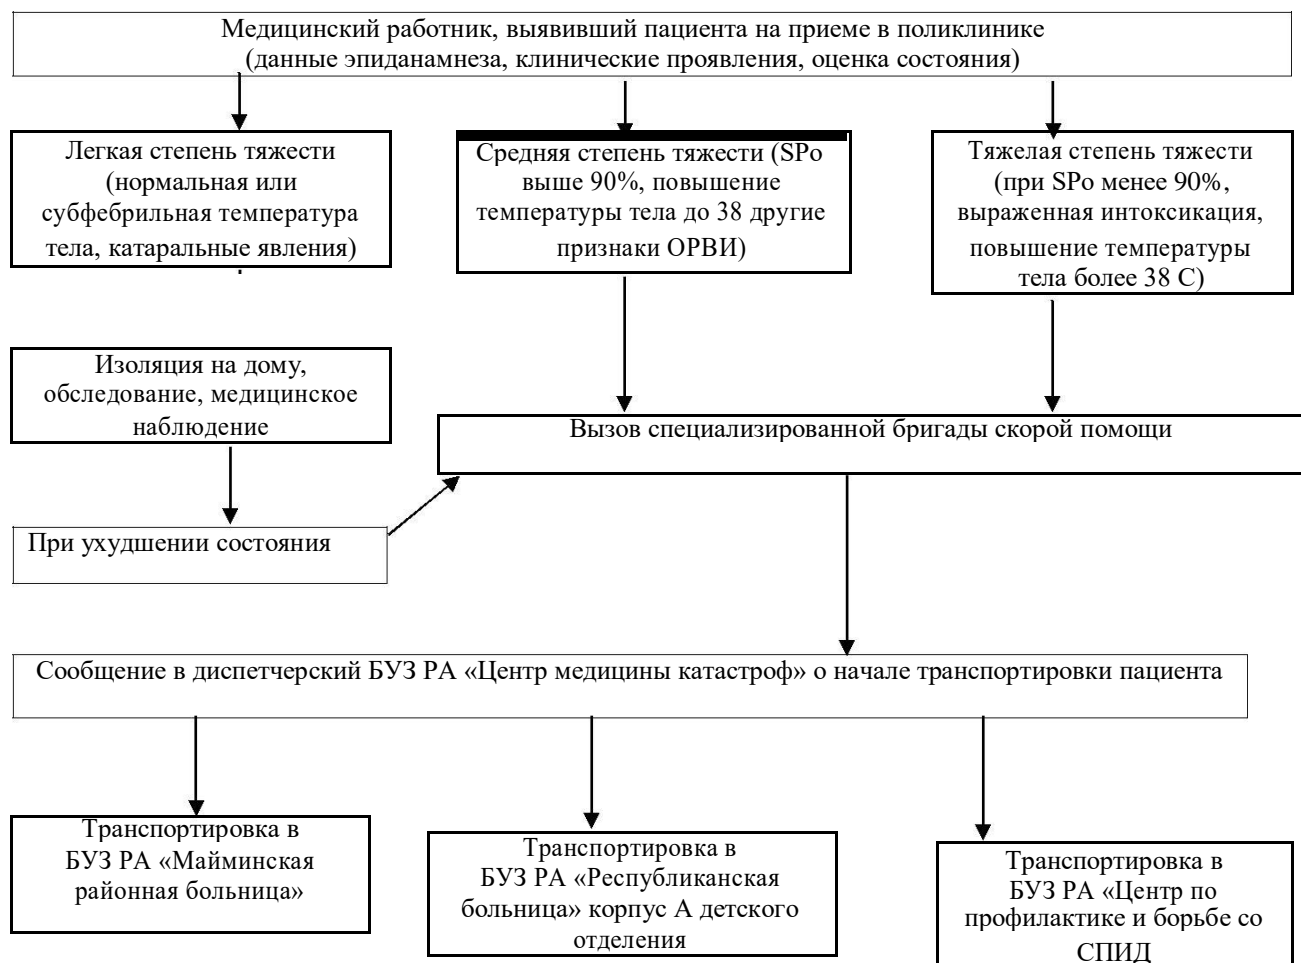 Медицинский работник, выявивший пациента на приеме в поликлинике
(данные эпиданамнеза, клинические проявления, оценка состояния)
Легкая степень тяжести
(нормальная или
субфебрильная температура
тела, катаральные явления)
Средняя степень тяжести (SPo
выше 90%, повышение
температуры тела до 38 другие
признаки ОРВИ)
Тяжелая степень тяжести
(при SPo менее 90%,
выраженная интоксикация,
повышение температуры
тела более 38 С)
Изоляция на дому,
обследование, медицинское
наблюдение
Вызов специализированной бригады скорой помощи
При ухудшении состояния
Сообщение в диспетчерский БУЗ РА «Центр медицины катастроф» о начале транспортировки пациента
Транспортировка в
БУЗ РА «Майминская
районная больница»
Транспортировка в
БУЗ РА «Республиканская
больница» корпус А детского
отделения
Транспортировка в
БУЗ РА «Центр по
профилактике и борьбе со
СПИД